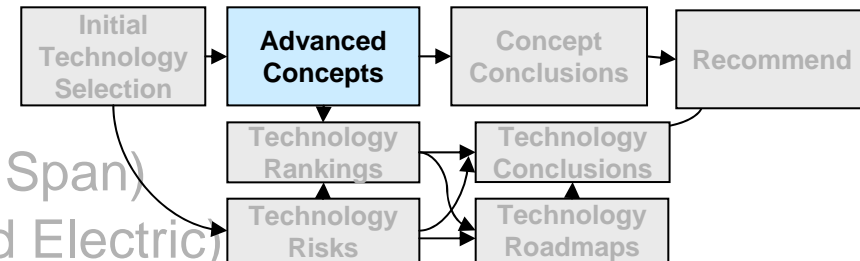 Initial
Technology
Selection
Advanced
Concepts
Concept
Conclusions
Recommend
Technology
Rankings
Technology
Conclusions
Span)
d Electric)
Technology
Risks
Technology
Roadmaps